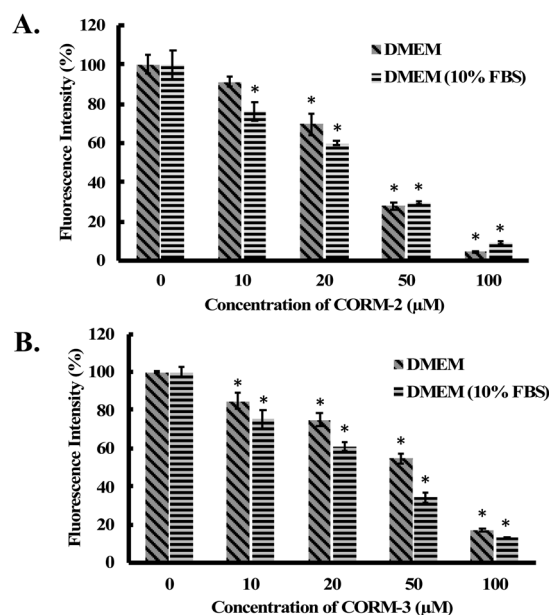 A.
Fluorescence Intensity (%)
120
100
80
60
40
20
0
DMEM
DMEM (10% FBS)
*
* *
* *
* *
0 10 20 50 100
Concentration of CORM-2 (μM)
B.
Fluorescence Intensity (%)
120
100
80
60
40
20
0
DMEM
DMEM (10% FBS)
* *
* *
* *
* *
0 10 20 50 100
Concentration of CORM-3 (μM)